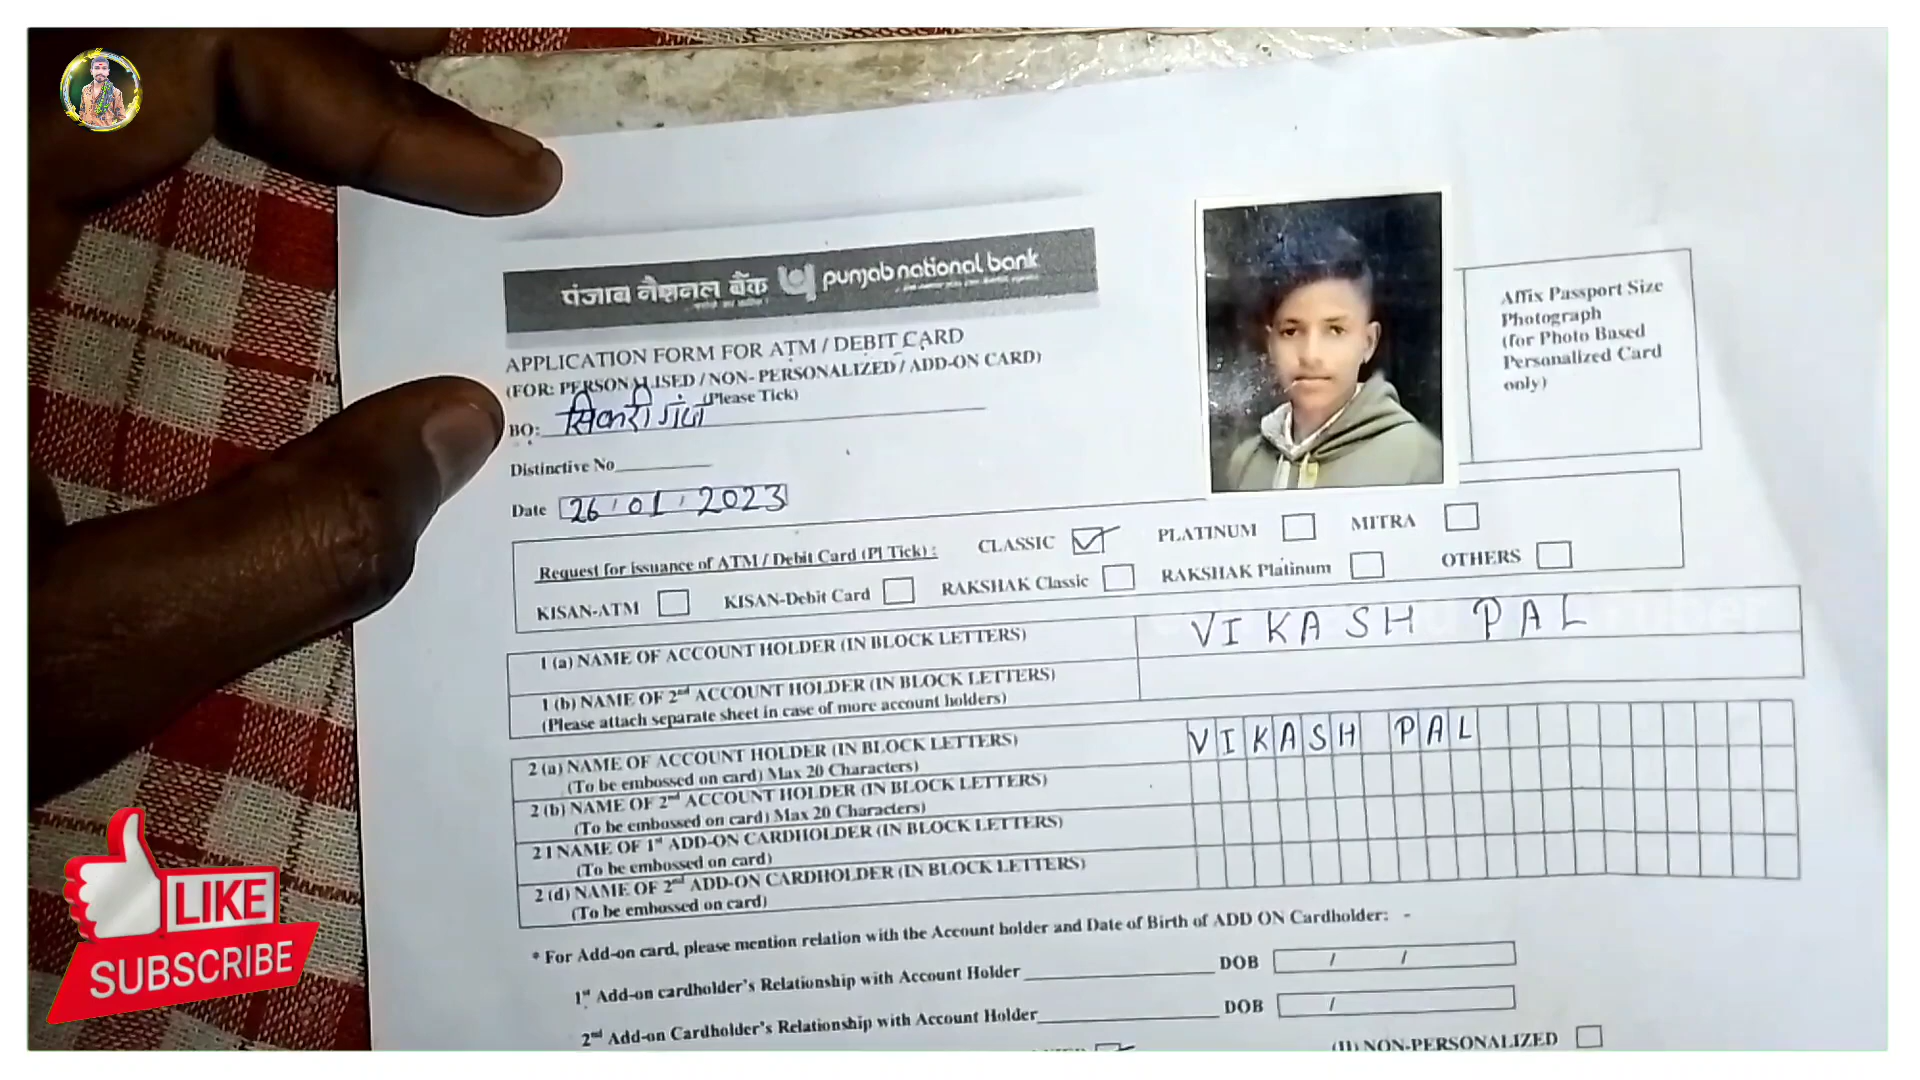 पंजाब नैशनल बैंक punjab national bank
APPLICATION FORM FOR ATM / DEBIT CARD
(FOR: PERSONALISED / NON- PERSONALIZED / ADD-ON CARD)
(Please Tick)
BO: सिकरीगंज
Distinctive No
Date 26/01/2023
Affix Passport Size
Photograph
(for Photo Based
Personalized Card
only)
Request for issuance of ATM / Debit Card (Pl Tick) : CLASSIC PLATINUM MITRA
KISAN-ATM KISAN-Debit Card RAKSHAK Classic RAKSHAK Platinum OTHERS
1 (a) NAME OF ACCOUNT HOLDER (IN BLOCK LETTERS) VIKASH PAL
1 (b) NAME OF 2nd ACCOUNT HOLDER (IN BLOCK LETTERS)
(Please attach separate sheet in case of more account holders)
2 (a) NAME OF ACCOUNT HOLDER (IN BLOCK LETTERS) VIKASH PAL
(To be embossed on card) Max 20 Characters)
2 (b) NAME OF 2nd ACCOUNT HOLDER (IN BLOCK LETTERS)
(To be embossed on card) Max 20 Characters)
2 I NAME OF 1st ADD-ON CARDHOLDER (IN BLOCK LETTERS)
(To be embossed on card)
2 (d) NAME OF 2nd ADD-ON CARDHOLDER (IN BLOCK LETTERS)
(To be embossed on card)
* For Add-on card, please mention relation with the Account holder and Date of Birth of ADD ON Cardholder: -
1st Add-on cardholder's Relationship with Account Holder DOB / /
2nd Add-on Cardholder's Relationship with Account Holder DOB /
(II) NON-PERSONALIZED
LIKE
SUBSCRIBE